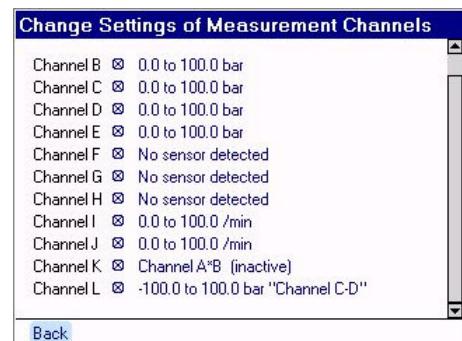 Change Settings of Measurement Channels
Channel B ☒ 0.0 to 100.0 bar
Channel C ☒ 0.0 to 100.0 bar
Channel D ☒ 0.0 to 100.0 bar
Channel E ☒ 0.0 to 100.0 bar
Channel F ☒ No sensor detected
Channel G ☒ No sensor detected
Channel H ☒ No sensor detected
Channel I ☒ 0.0 to 100.0 /min
Channel J ☒ 0.0 to 100.0 /min
Channel K ☒ Channel A*B (inactive)
Channel L ☒ -100.0 to 100.0 bar "Channel C-D"
Back